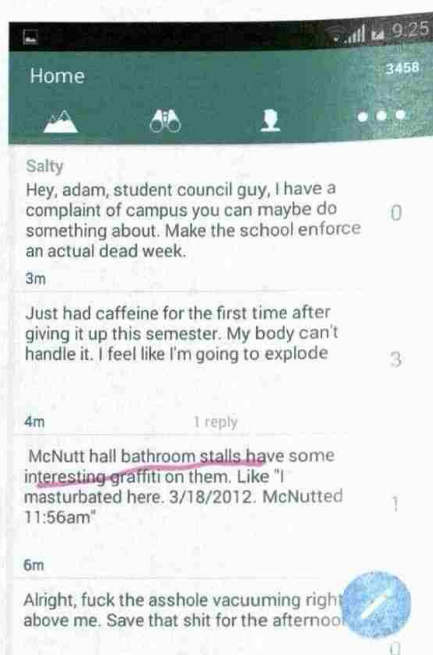 9:25
Home
3458
Salty
Hey, adam, student council guy, I have a
complaint of campus you can maybe do
something about. Make the school enforce
an actual dead week.
0
3m
Just had caffeine for the first time after
giving it up this semester. My body can't
handle it. I feel like I'm going to explode
3
4m
1 reply
McNutt hall bathroom stalls have some
interesting graffiti on them. Like "I
masturbated here. 3/18/2012. McNutted
11:56am"
1
6m
Alright, fuck the asshole vacuuming right
above me. Save that shit for the afternoo
0